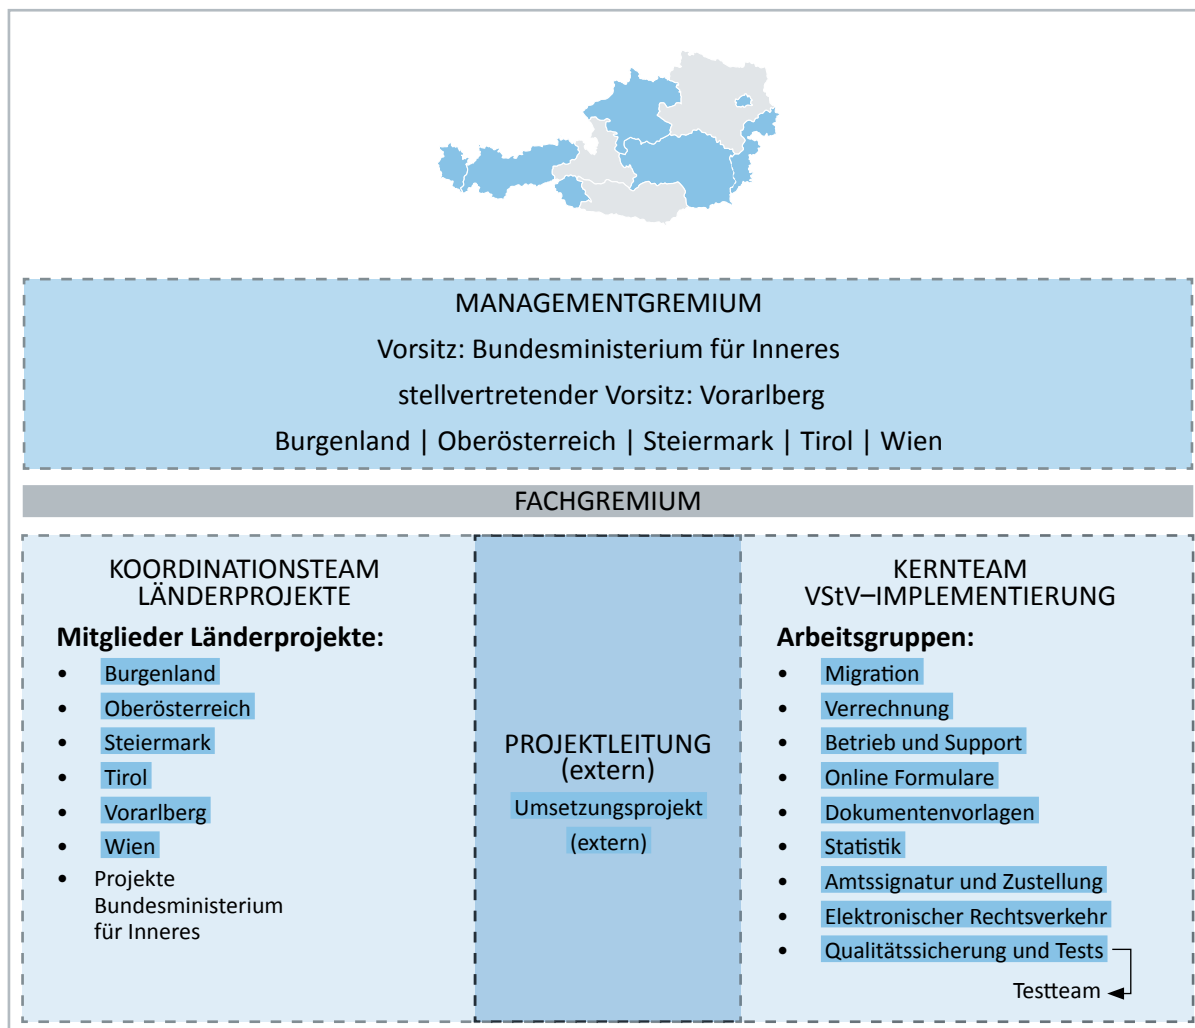 MANAGEMENTGREMIUM
Vorsitz: Bundesministerium für Inneres
stellvertretender Vorsitz: Vorarlberg
Burgenland | Oberösterreich | Steiermark | Tirol | Wien
FACHGREMIUM
KOORDINATIONSTEAM
LÄNDERPROJEKTE
Mitglieder Länderprojekte:
• Burgenland
• Oberösterreich
• Steiermark
• Tirol
• Vorarlberg
• Wien
• Projekte
Bundesministerium
für Inneres
PROJEKTLEITUNG
(extern)
Umsetzungsprojekt
(extern)
KERNTEAM
VStV–IMPLEMENTIERUNG
Arbeitsgruppen:
• Migration
• Verrechnung
• Betrieb und Support
• Online Formulare
• Dokumentenvorlagen
• Statistik
• Amtssignatur und Zustellung
• Elektronischer Rechtsverkehr
• Qualitätssicherung und Tests
Testteam